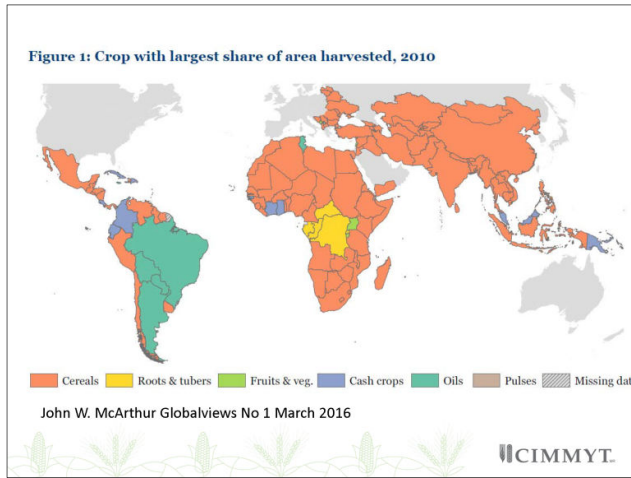 Figure 1: Crop with largest share of area harvested, 2010
Cereals Roots & tubers Fruits & veg. Cash crops Oils Pulses Missing dat
John W. McArthur Globalviews No 1 March 2016
CIMMYT